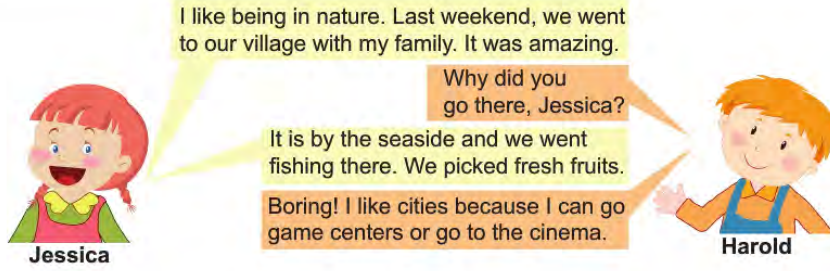 I like being in nature. Last weekend, we went
to our village with my family. It was amazing.
Why did you
go there, Jessica?
It is by the seaside and we went
fishing there. We picked fresh fruits.
Boring! I like cities because I can go
game centers or go to the cinema.
Jessica
Harold